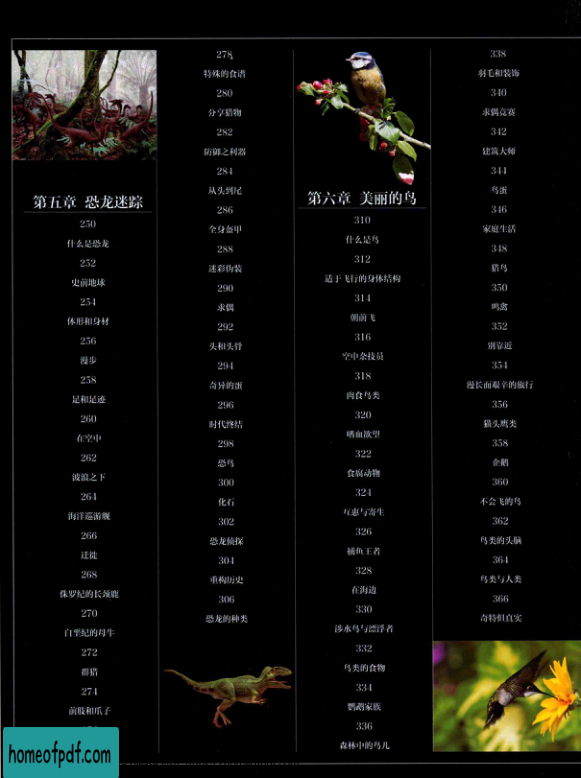 第五章 恐龙迷踪
250
什么是恐龙
252
史前地球
254
体形和身材
256
漫步
258
足和足迹
260
在空中
262
波浪之下
264
海洋巡游舰
266
迁徙
268
侏罗纪的长颈鹿
270
白垩纪的母牛
272
群猎
274
前肢和爪子
278
特殊的食谱
280
分享猎物
282
防御之利器
284
从头到尾
286
全身盔甲
288
迷彩伪装
290
求偶
292
头和头骨
294
奇异的蛋
296
时代终结
298
恐鸟
300
化石
302
恐龙侦探
304
重构历史
306
恐龙的种类
第六章 美丽的鸟
310
什么是鸟
312
适于飞行的身体结构
314
朝前飞
316
空中杂技员
318
肉食鸟类
320
嗜血欲望
322
食腐动物
324
互惠与寄生
326
捕鱼王者
328
在海边
330
涉水鸟与漂浮者
332
鸟类的食物
334
鹦鹉家族
336
森林中的鸟儿
338
羽毛和装饰
340
求偶竞赛
342
建筑大师
344
鸟蛋
346
家庭生活
348
猎鸟
350
鸣禽
352
别靠近
354
漫长而艰辛的旅行
356
猫头鹰类
358
企鹅
360
不会飞的鸟
362
鸟类的头脑
364
鸟类与人类
366
奇特但真实
homeofpdf.com